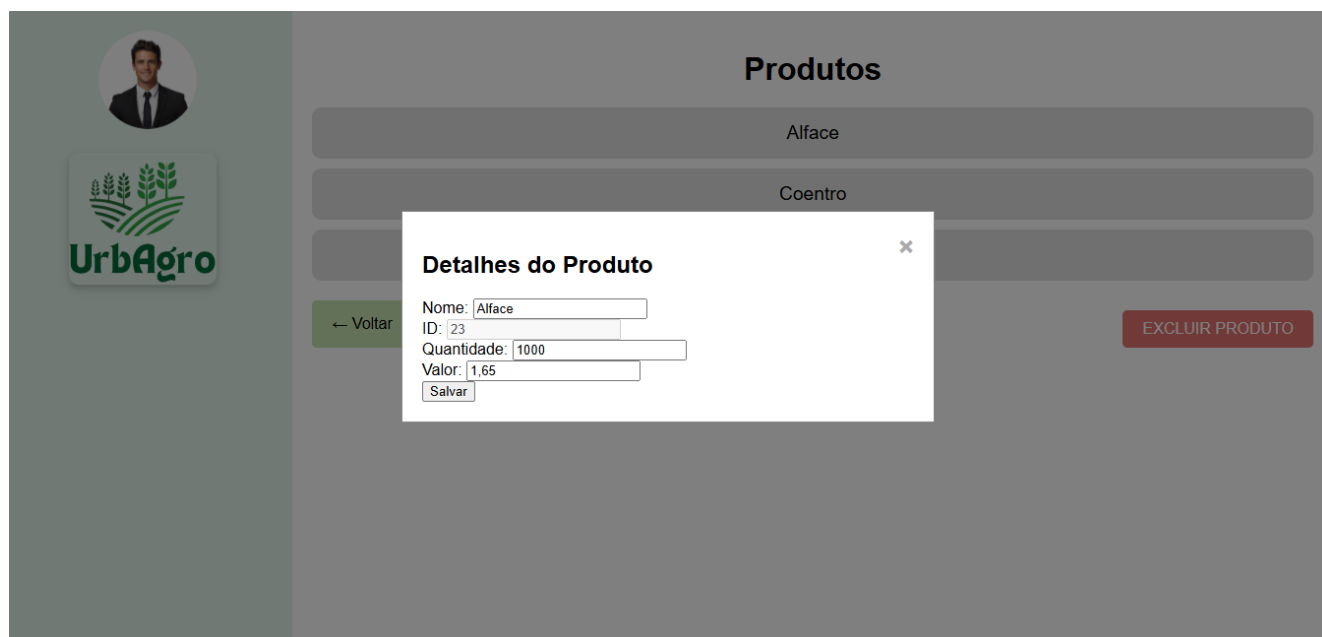 Produtos
Alface
Coentro
UrbAgro
×
Detalhes do Produto
Nome: Alface
ID: 23
Quantidade: 1000
Valor: 1,65
Salvar
← Voltar
EXCLUIR PRODUTO